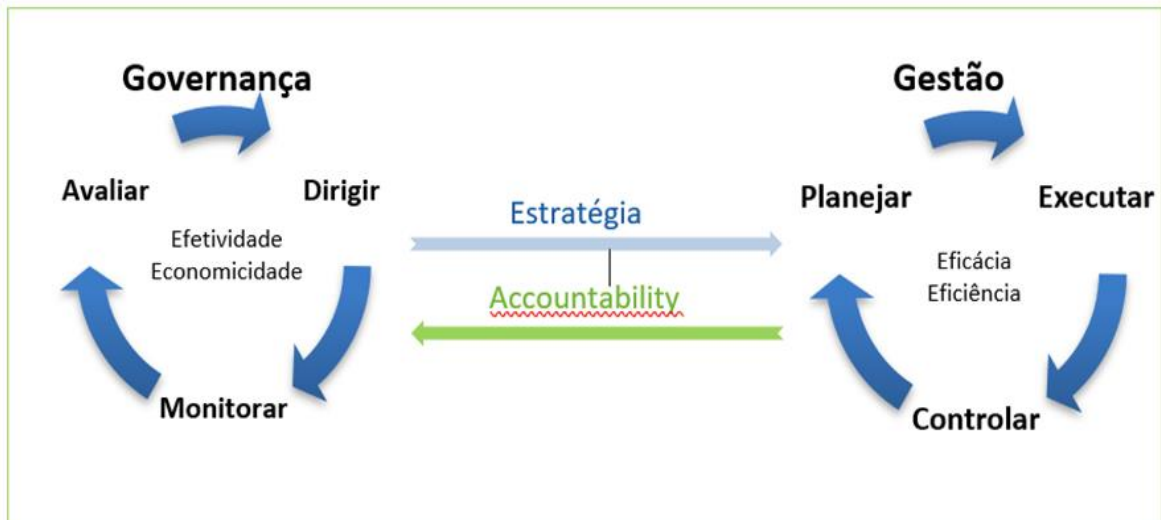 Governança
Avaliar
Dirigir
Efetividade
Economicidade
Monitorar
Estratégia
Accountability
Gestão
Planejar
Executar
Eficácia
Eficiência
Controlar